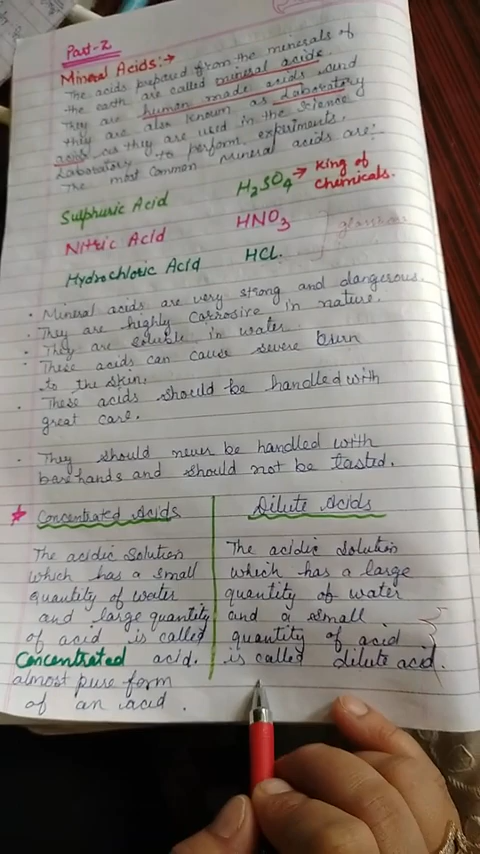 Part-2
Mineral Acids:→
The acids prepared from the minerals of
the earth are called mineral acids.
They are human made acids and
they are also known as Laboratory
acids as they are used in the Science
Laboratory to perform experiments.
The most common mineral acids are:
Sulphuric Acid H2SO4 → King of
chemicals.
Nitric Acid HNO3
Hydrochloric Acid HCL.
• Mineral acids are very strong and dangerous.
• They are highly corrosive in nature.
• They are soluble in water.
• These acids can cause severe burn
to the skin.
• These acids should be handled with
great care.
• They should never be handled with
bare hands and should not be tasted.
Concentrated Acids
The acidic solution
which has a small
quantity of water
and large quantity
of acid is called
Concentrated acid.
almost pure form
of an acid.
Dilute Acids
The acidic solution
which has a large
quantity of water
and a small
quantity of acid
is called dilute acid.